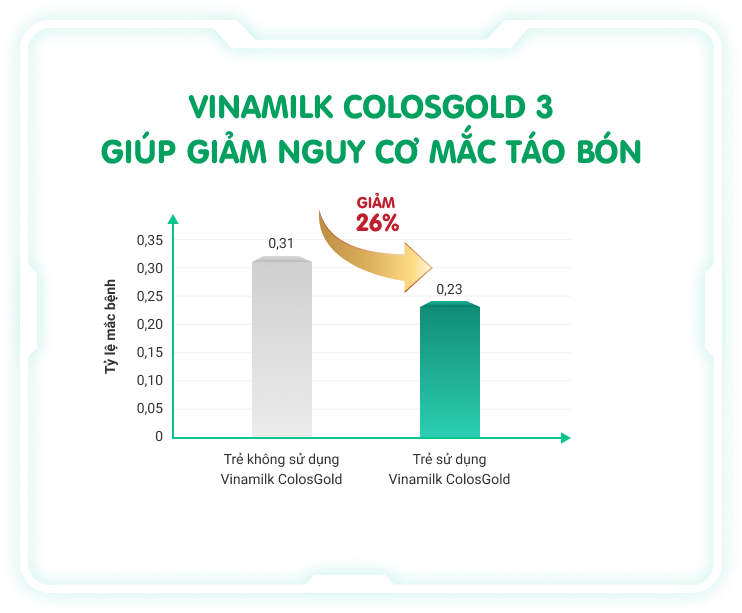 VINAMILK COLOSGOLD 3
GIÚP GIẢM NGUY CƠ MẮC TÁO BÓN
GIẢM
26%
0,35
0,30
0,25
0,20
0,15
0,10
0,05
0
Tỷ lệ mắc bệnh
0,31
0,23
Trẻ không sử dụng
Vinamilk ColosGold
Trẻ sử dụng
Vinamilk ColosGold